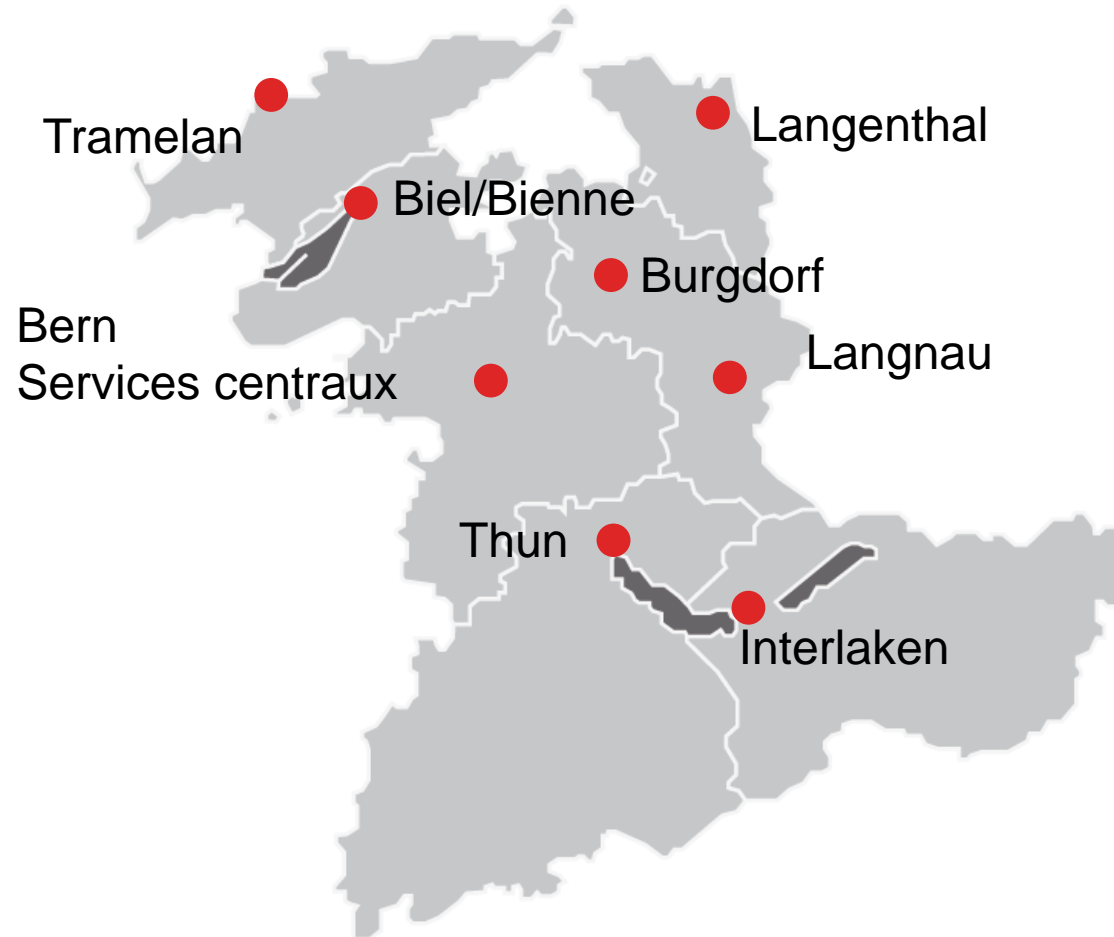 Tramelan
Langenthal
Biel/Bienne
Burgdorf
Bern
Services centraux
Langnau
Thun
Interlaken